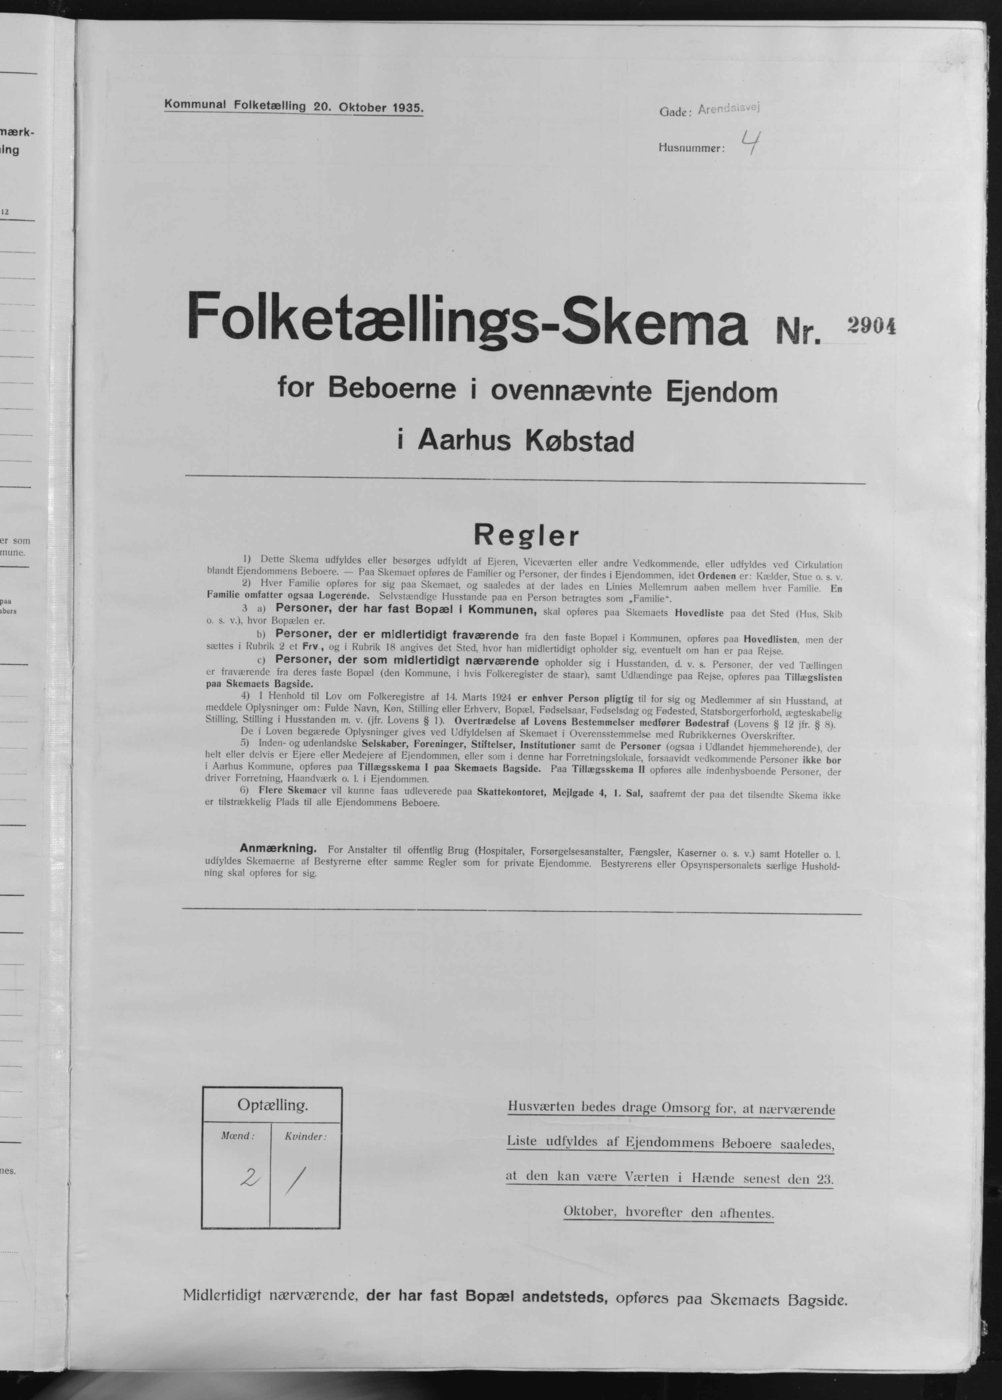 mærk-
ing
12
er som
mune.
paa
nes.
Kommunal Folketælling 20. Oktober 1935.
Gade: Arendalsvej
Husnummer: 4
Folketællings-Skema Nr. 2904
for Beboerne i ovennævnte Ejendom
i Aarhus Købstad
Regler
1) Dette Skema udfyldes eller besørges udfyldt af Ejeren, Viceværten eller andre Vedkommende, eller udfyldes ved Cirkulation
blandt Ejendommens Beboere. — Paa Skemaet opføres de Familier og Personer, der findes i Ejendommen, idet Ordenen er: Kælder, Stue o. s. v.
2) Hver Familie opføres for sig paa Skemaet, og saaledes at der lades en Linies Mellemrum aaben mellem hver Familie. En
Familie omfatter ogsaa Logerende. Selvstændige Husstande paa en Person betragtes som „Familie“.
3 a) Personer, der har fast Bopæl i Kommunen, skal opføres paa Skemaets Hovedliste paa det Sted (Hus, Skib
o. s. v.), hvor Bopælen er.
b) Personer, der er midlertidigt fraværende fra den faste Bopæl i Kommunen, opføres paa Hovedlisten, men der
sættes i Rubrik 2 et Frv., og i Rubrik 18 angives det Sted, hvor han midlertidigt opholder sig, eventuelt om han er paa Rejse.
c) Personer, der som midlertidigt nærværende opholder sig i Husstanden, d. v. s. Personer, der ved Tællingen
er fraværende fra deres faste Bopæl (den Kommune, i hvis Folkeregister de staar), samt Udlændinge paa Rejse, opføres paa Tillægslisten
paa Skemaets Bagside.
4) I Henhold til Lov om Folkeregistre af 14. Marts 1924 er enhver Person pligtig til for sig og Medlemmer af sin Husstand, at
meddele Oplysninger om: Fulde Navn, Køn, Stilling eller Erhverv, Bopæl, Fødselsaar, Fødselsdag og Fødested, Statsborgerforhold, ægteskabelig
Stilling, Stilling i Husstanden m. v. (jfr. Lovens § 1). Overtrædelse af Lovens Bestemmelser medfører Bødestraf (Lovens § 12 jfr. § 8).
De i Loven begærede Oplysninger gives ved Udfyldelsen af Skemaet i Overensstemmelse med Rubrikkernes Overskrifter.
5) Inden- og udenlandske Selskaber, Foreninger, Stiftelser, Institutioner samt de Personer (ogsaa i Udlandet hjemmehørende), der
helt eller delvis er Ejere eller Medejere af Ejendommen, eller som i denne har Forretningslokale, forsaavidt vedkommende Personer ikke bor
i Aarhus Kommune, opføres paa Tillægsskema I paa Skemaets Bagside. Paa Tillægsskema II opføres alle indenbysboende Personer, der
driver Forretning, Haandværk o. l. i Ejendommen.
6) Flere Skemaer vil kunne faas udleverede paa Skattekontoret, Mejlgade 4, 1. Sal, saafremt der paa det tilsendte Skema ikke
er tilstrækkelig Plads til alle Ejendommens Beboere.
Anmærkning. For Anstalter til offentlig Brug (Hospitaler, Forsørgelsesanstalter, Fængsler, Kaserner o. s. v.) samt Hoteller o. l.
udfyldes Skemaerne af Bestyrerne efter samme Regler som for private Ejendomme. Bestyrerens eller Opsynspersonalets særlige Hushold-
ning skal opføres for sig.
Optælling.
Mænd: Kvinder:
2 1
Husværten bedes drage Omsorg for, at nærværende
Liste udfyldes af Ejendommens Beboere saaledes,
at den kan være Værten i Hænde senest den 23.
Oktober, hvorefter den afhentes.
Midlertidigt nærværende, der har fast Bopæl andetsteds, opføres paa Skemaets Bagside.